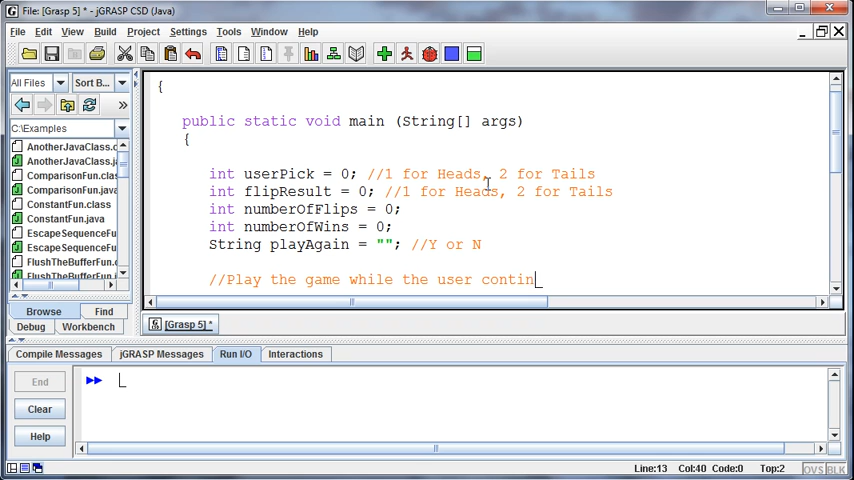 File: [Grasp 5] * - jGRASP CSD (Java)
File Edit View Build Project Settings Tools Window Help
All Files Sort B...
C:\Examples
AnotherJavaClass.class
AnotherJavaClass.java
ComparisonFun.class
ComparisonFun.java
ConstantFun.class
ConstantFun.java
EscapeSequenceFu
EscapeSequenceFu
FlushTheBufferFun.c
Browse Find
Debug Workbench
{
public static void main (String[] args)
{
int userPick = 0; //1 for Heads, 2 for Tails
int flipResult = 0; //1 for Heads, 2 for Tails
int numberOfFlips = 0;
int numberOfWins = 0;
String playAgain = ""; //Y or N
//Play the game while the user contin
[Grasp 5] *
Compile Messages jGRASP Messages Run I/O Interactions
End
Clear
Help
Line:13 Col:40 Code:0 Top:2 OVS BLK